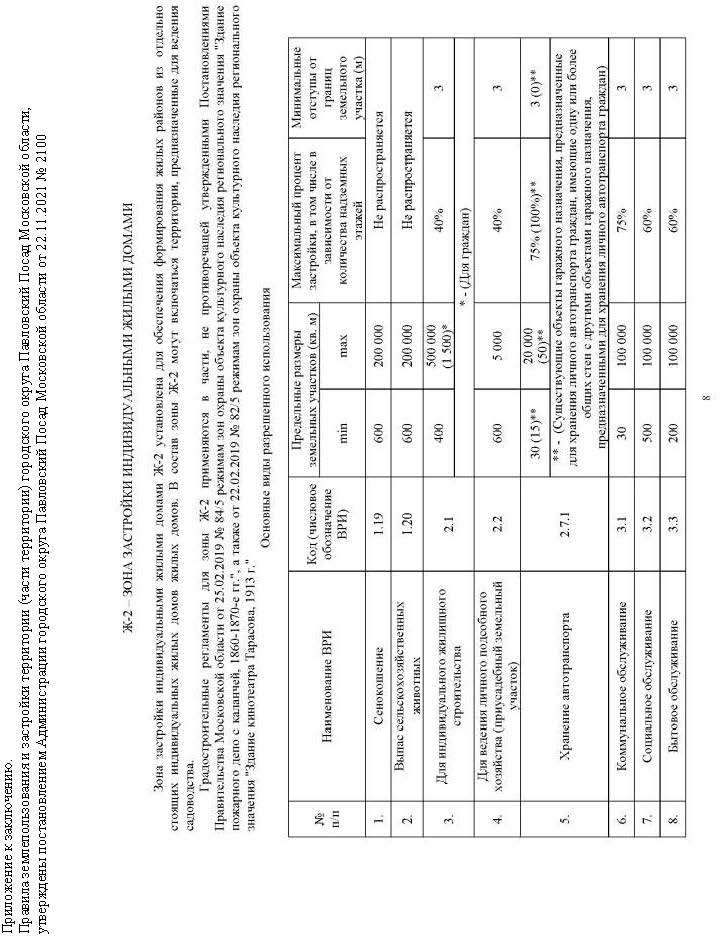 Приложение к заключению.
Правила землепользования и застройки территории (части территории) городского округа Павловский Посад Московской области,
утверждены постановлением Администрации городского округа Павловский Посад Московской области от 22.11.2021 № 2100
Ж-2 – ЗОНА ЗАСТРОЙКИ ИНДИВИДУАЛЬНЫМИ ЖИЛЫМИ ДОМАМИ
Зона застройки индивидуальными жилыми домами Ж-2 установлена для обеспечения формирования жилых районов из отдельно
стоящих индивидуальных жилых домов жилых домов. В состав зоны Ж-2 могут включаться территории, предназначенные для ведения
садоводства.
Градостроительные регламенты для зоны Ж-2 применяются в части, не противоречащей утвержденными Постановлениями
Правительства Московской области от 25.02.2019 № 84/5 режимам зон охраны объекта культурного наследия регионального значения "Здание
пожарного депо с каланчей, 1860-1870-е гг.", а также от 22.02.2019 № 82/5 режимам зон охраны объекта культурного наследия регионального
значения "Здание кинотеатра Тарасова, 1913 г."
Основные виды разрешенного использования
№ п/п | Наименование ВРИ | Код (числовое обозначение ВРИ) | Предельные размеры земельных участков (кв. м) min max | Максимальный процент застройки, в том числе в зависимости от количества надземных этажей | Минимальные отступы от границ земельного участка (м)
1. Сенокошение 1.19 600 200 000 Не распространяется
2. Выпас сельскохозяйственных животных 1.20 600 200 000 Не распространяется
3. Для индивидуального жилищного строительства 2.1 400 500 000 (1 500)* 40% 3
* - (Для граждан)
4. Для ведения личного подсобного хозяйства (приусадебный земельный участок) 2.2 600 5 000 40% 3
5. Хранение автотранспорта 2.7.1 30 (15)** 20 000 (50)** 75% (100%)** 3 (0)**
** - (Существующие объекты гаражного назначения, предназначенные
для хранения личного автотранспорта граждан, имеющие одну или более
общих стен с другими объектами гаражного назначения,
предназначенными для хранения личного автотранспорта граждан)
6. Коммунальное обслуживание 3.1 30 100 000 75% 3
7. Социальное обслуживание 3.2 500 100 000 60% 3
8. Бытовое обслуживание 3.3 200 100 000 60% 3
8